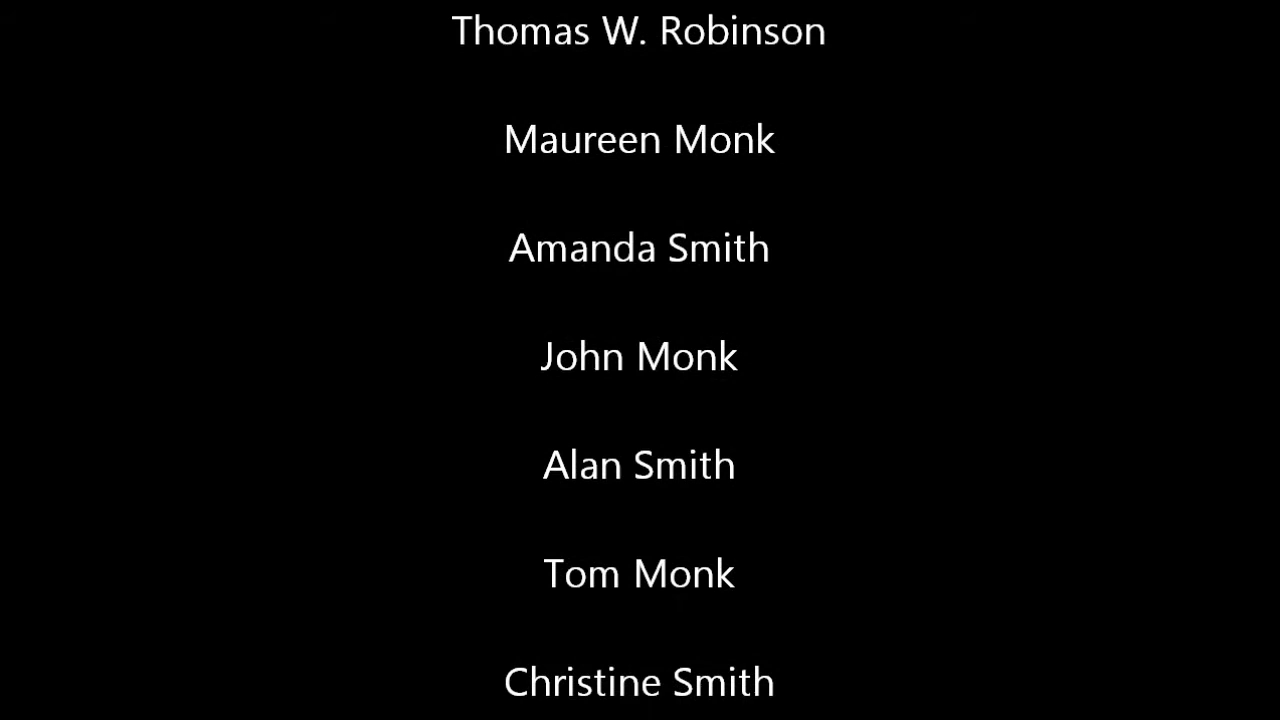 Thomas W. Robinson
Maureen Monk
Amanda Smith
John Monk
Alan Smith
Tom Monk
Christine Smith